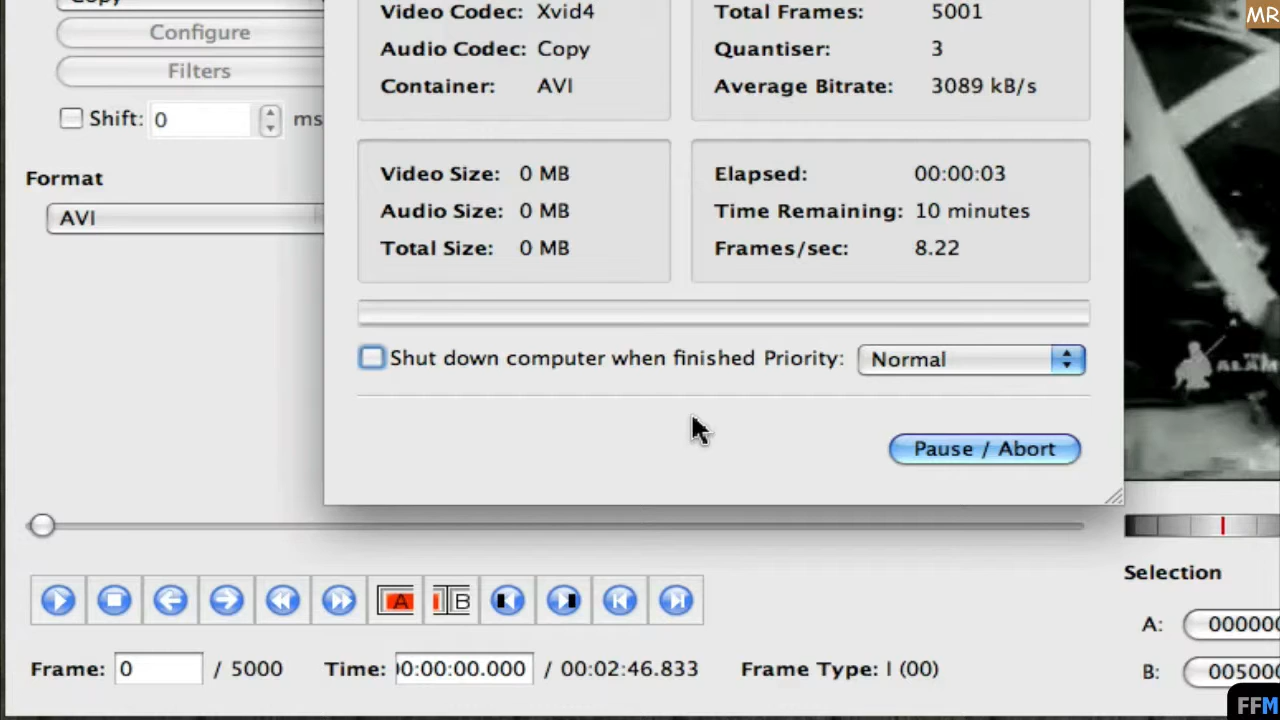 Copy
Configure
Filters
Shift: 0 ms
Format
AVI
Video Codec: Xvid4
Audio Codec: Copy
Container: AVI
Total Frames: 5001
Quantiser: 3
Average Bitrate: 3089 kB/s
Video Size: 0 MB
Audio Size: 0 MB
Total Size: 0 MB
Elapsed: 00:00:03
Time Remaining: 10 minutes
Frames/sec: 8.22
Shut down computer when finished Priority: Normal
Pause / Abort
MR
ALAM
A
B
Frame: 0 / 5000 Time: 00:00:00.000 / 00:02:46.833 Frame Type: I (00)
Selection
A: 000000
B: 005000
FFM